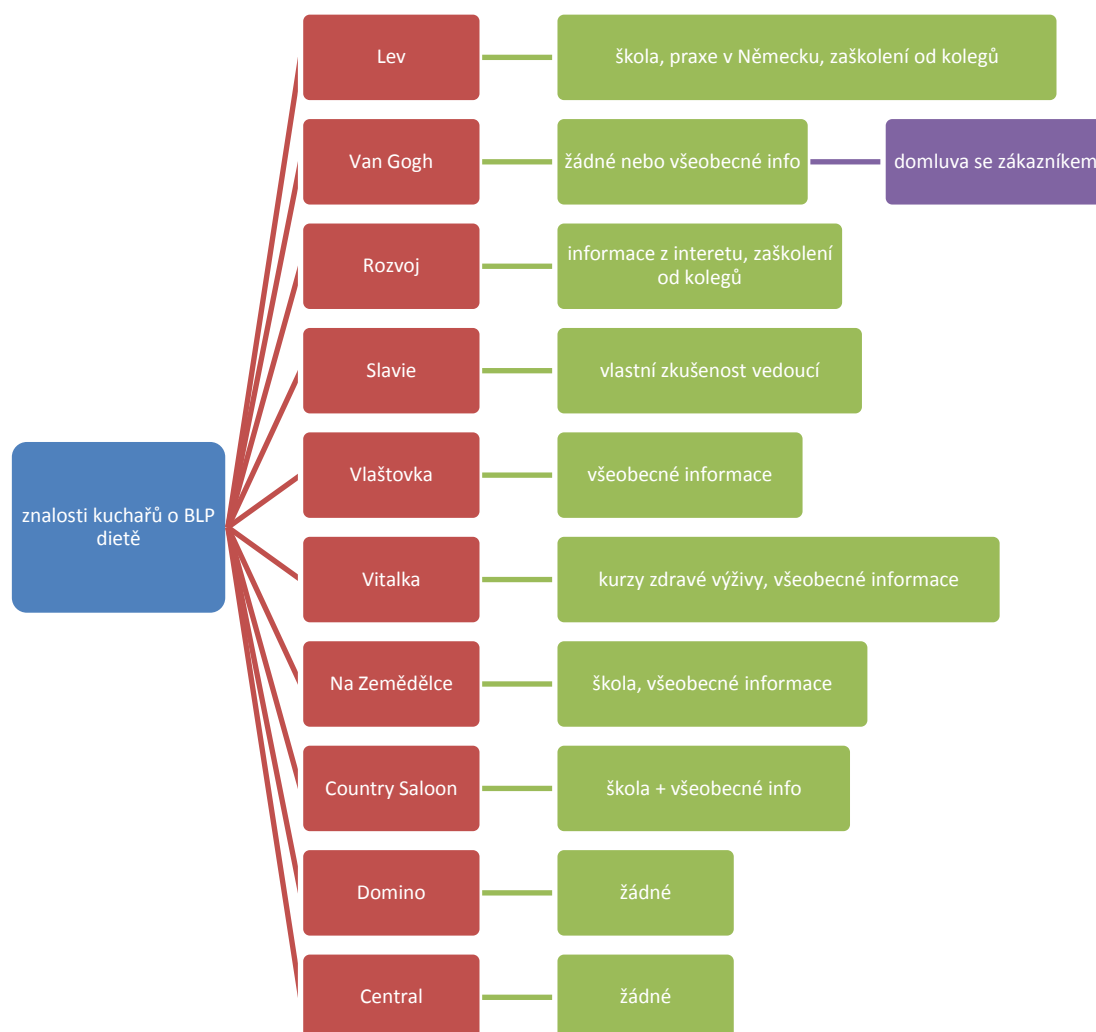 Lev
škola, praxe v Německu, zaškolení od kolegů
Van Gogh
žádné nebo všeobecné info
domluva se zákazníkem
Rozvoj
informace z interetu, zaškolení
od kolegů
Slavie
vlastní zkušenost vedoucí
znalosti kuchařů o BLP
dietě
Vlaštovka
všeobecné informace
Vitalka
kurzy zdravé výživy, všeobecné informace
Na Zemědělce
škola, všeobecné informace
Country Saloon
škola + všeobecné info
Domino
žádné
Central
žádné